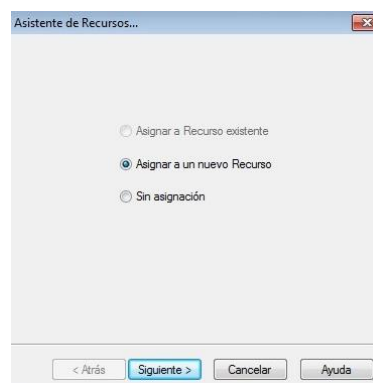 Asistente de Recursos...
Asignar a Recurso existente
Asignar a un nuevo Recurso
Sin asignación
< Atrás Siguiente > Cancelar Ayuda